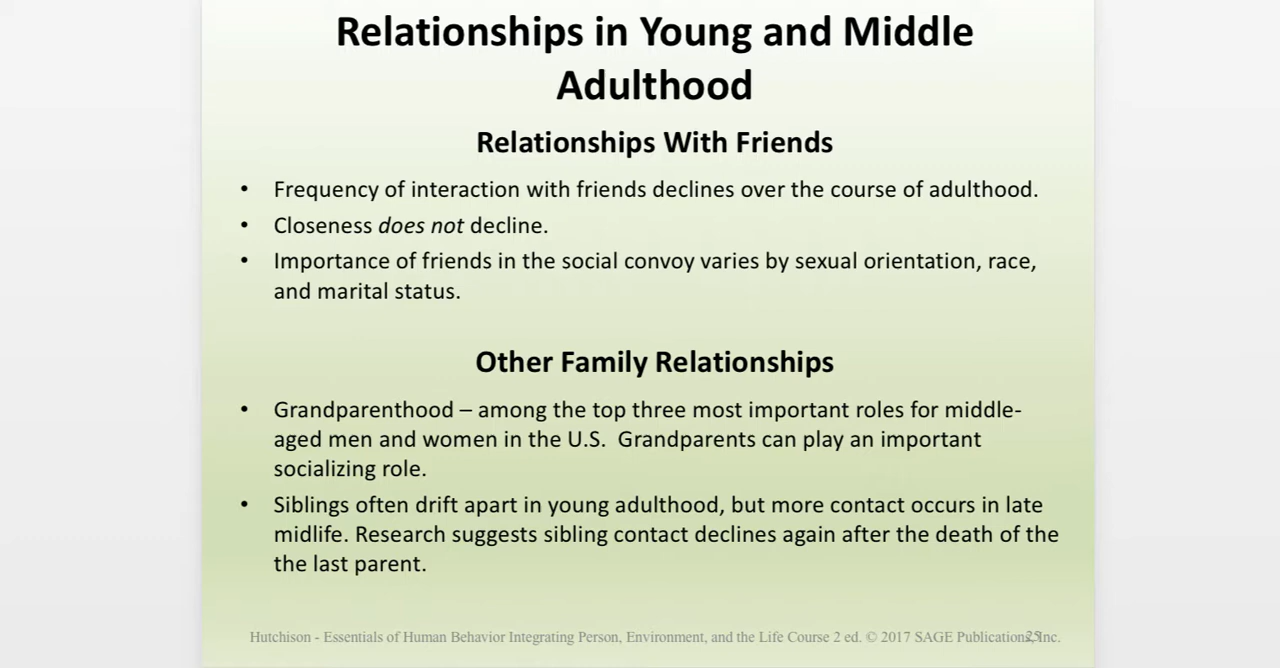 Relationships in Young and Middle
Adulthood
Relationships With Friends
• Frequency of interaction with friends declines over the course of adulthood.
• Closeness does not decline.
• Importance of friends in the social convoy varies by sexual orientation, race,
and marital status.
Other Family Relationships
• Grandparenthood – among the top three most important roles for middle-
aged men and women in the U.S.  Grandparents can play an important
socializing role.
• Siblings often drift apart in young adulthood, but more contact occurs in late
midlife. Research suggests sibling contact declines again after the death of the
the last parent.
Hutchison - Essentials of Human Behavior Integrating Person, Environment, and the Life Course 2 ed. © 2017 SAGE Publications, Inc.
25